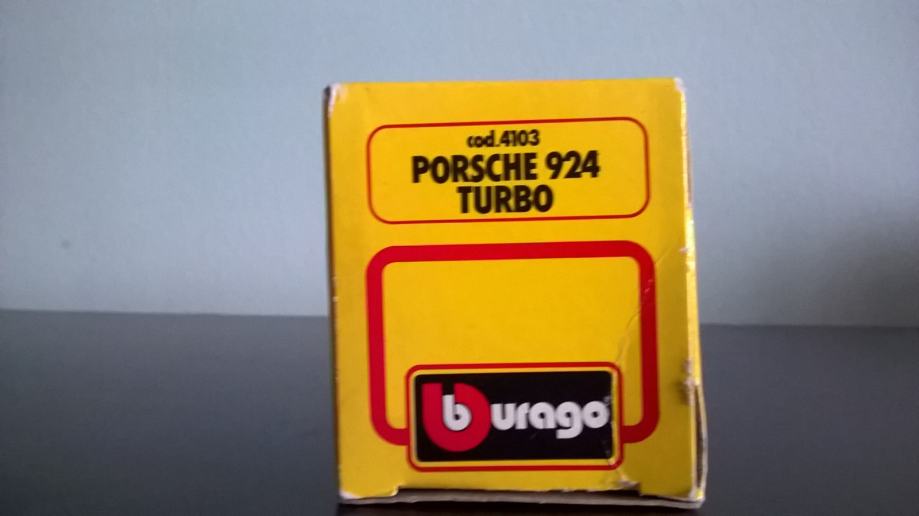 cod.4103
PORSCHE 924
TURBO
burago